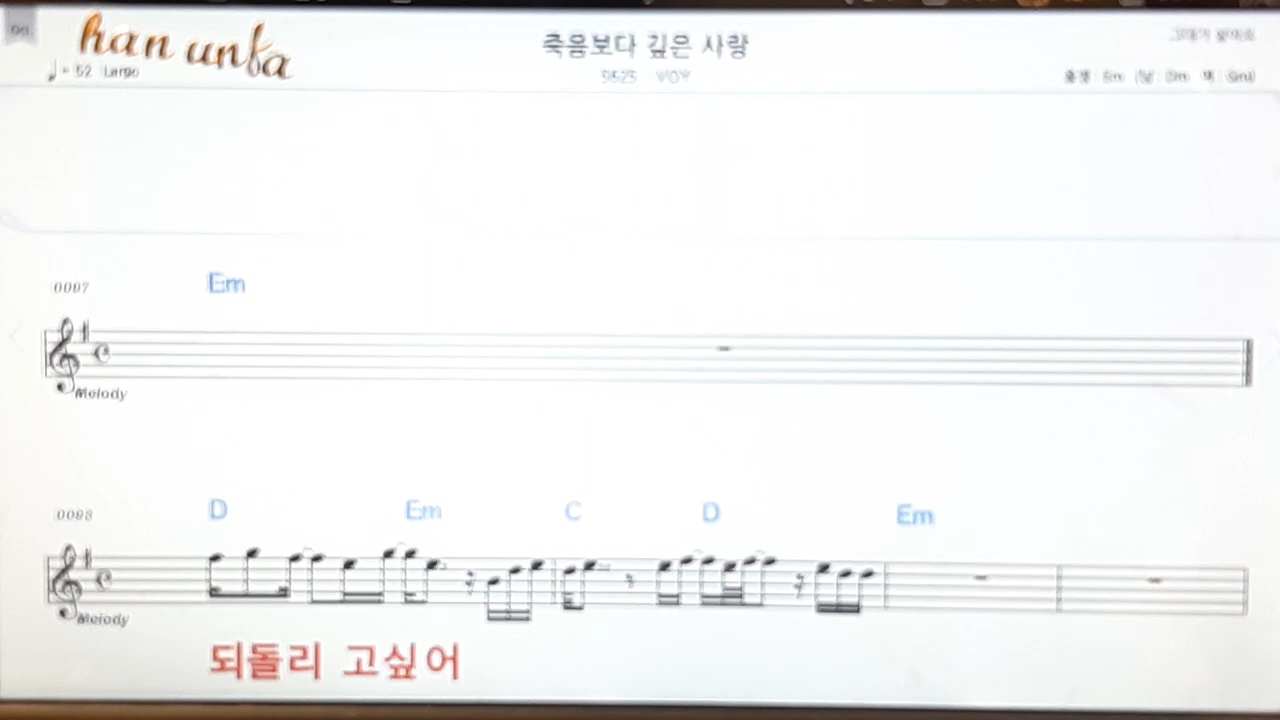 han unfa
죽음보다 깊은 사랑
♩= 52 Largo
VOY
Em
0007
Melody
D Em C D Em
0008
Melody
되돌리 고싶어